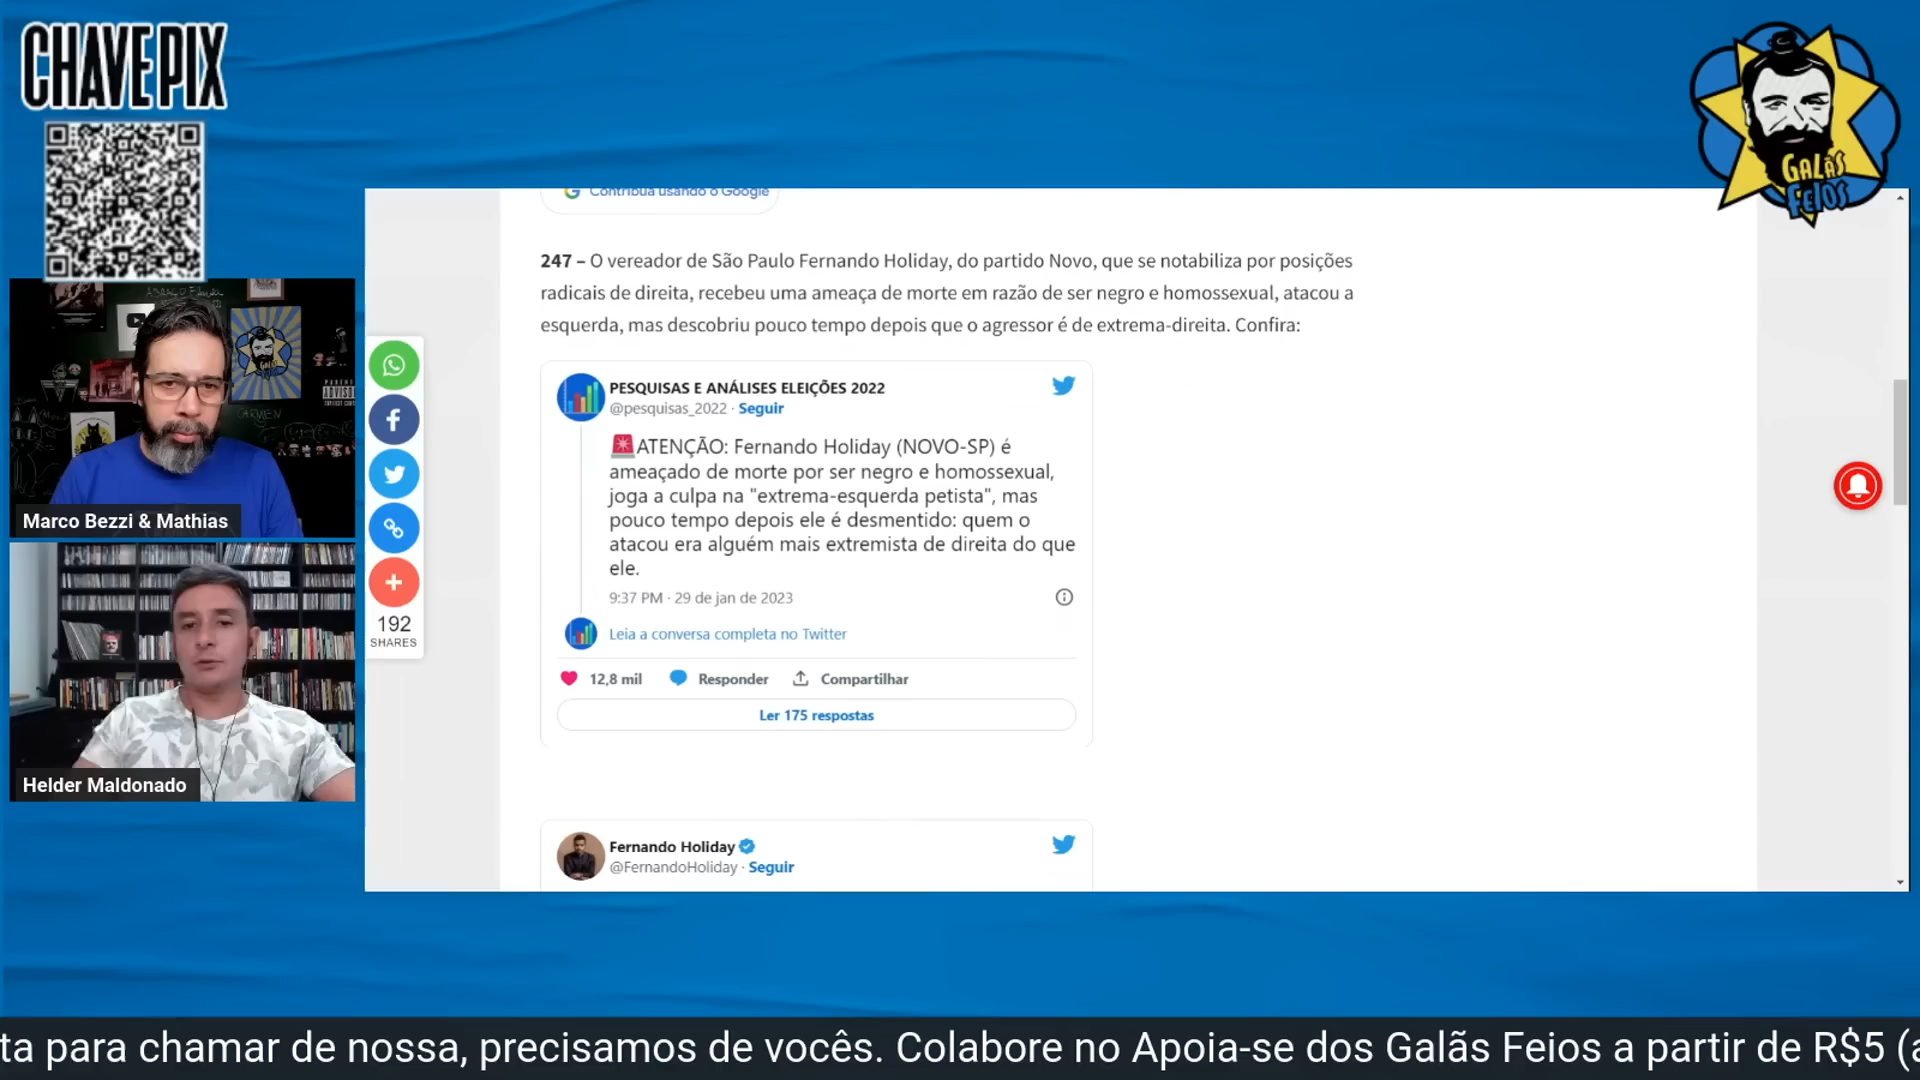 CHAVE PIX
GALÃS
FEIOS
Contribua usando o Google
247 – O vereador de São Paulo Fernando Holiday, do partido Novo, que se notabiliza por posições
radicais de direita, recebeu uma ameaça de morte em razão de ser negro e homossexual, atacou a
esquerda, mas descobriu pouco tempo depois que o agressor é de extrema-direita. Confira:
PESQUISAS E ANÁLISES ELEIÇÕES 2022
@pesquisas_2022 · Seguir
ATENÇÃO: Fernando Holiday (NOVO-SP) é
ameaçado de morte por ser negro e homossexual,
joga a culpa na "extrema-esquerda petista", mas
pouco tempo depois ele é desmentido: quem o
atacou era alguém mais extremista de direita do que
ele.
9:37 PM · 29 de jan de 2023
Leia a conversa completa no Twitter
12,8 mil Responder Compartilhar
Ler 175 respostas
Fernando Holiday
@FernandoHoliday · Seguir
192
SHARES
Marco Bezzi & Mathias
Helder Maldonado
ta para chamar de nossa, precisamos de vocês. Colabore no Apoia-se dos Galãs Feios a partir de R$5 (a